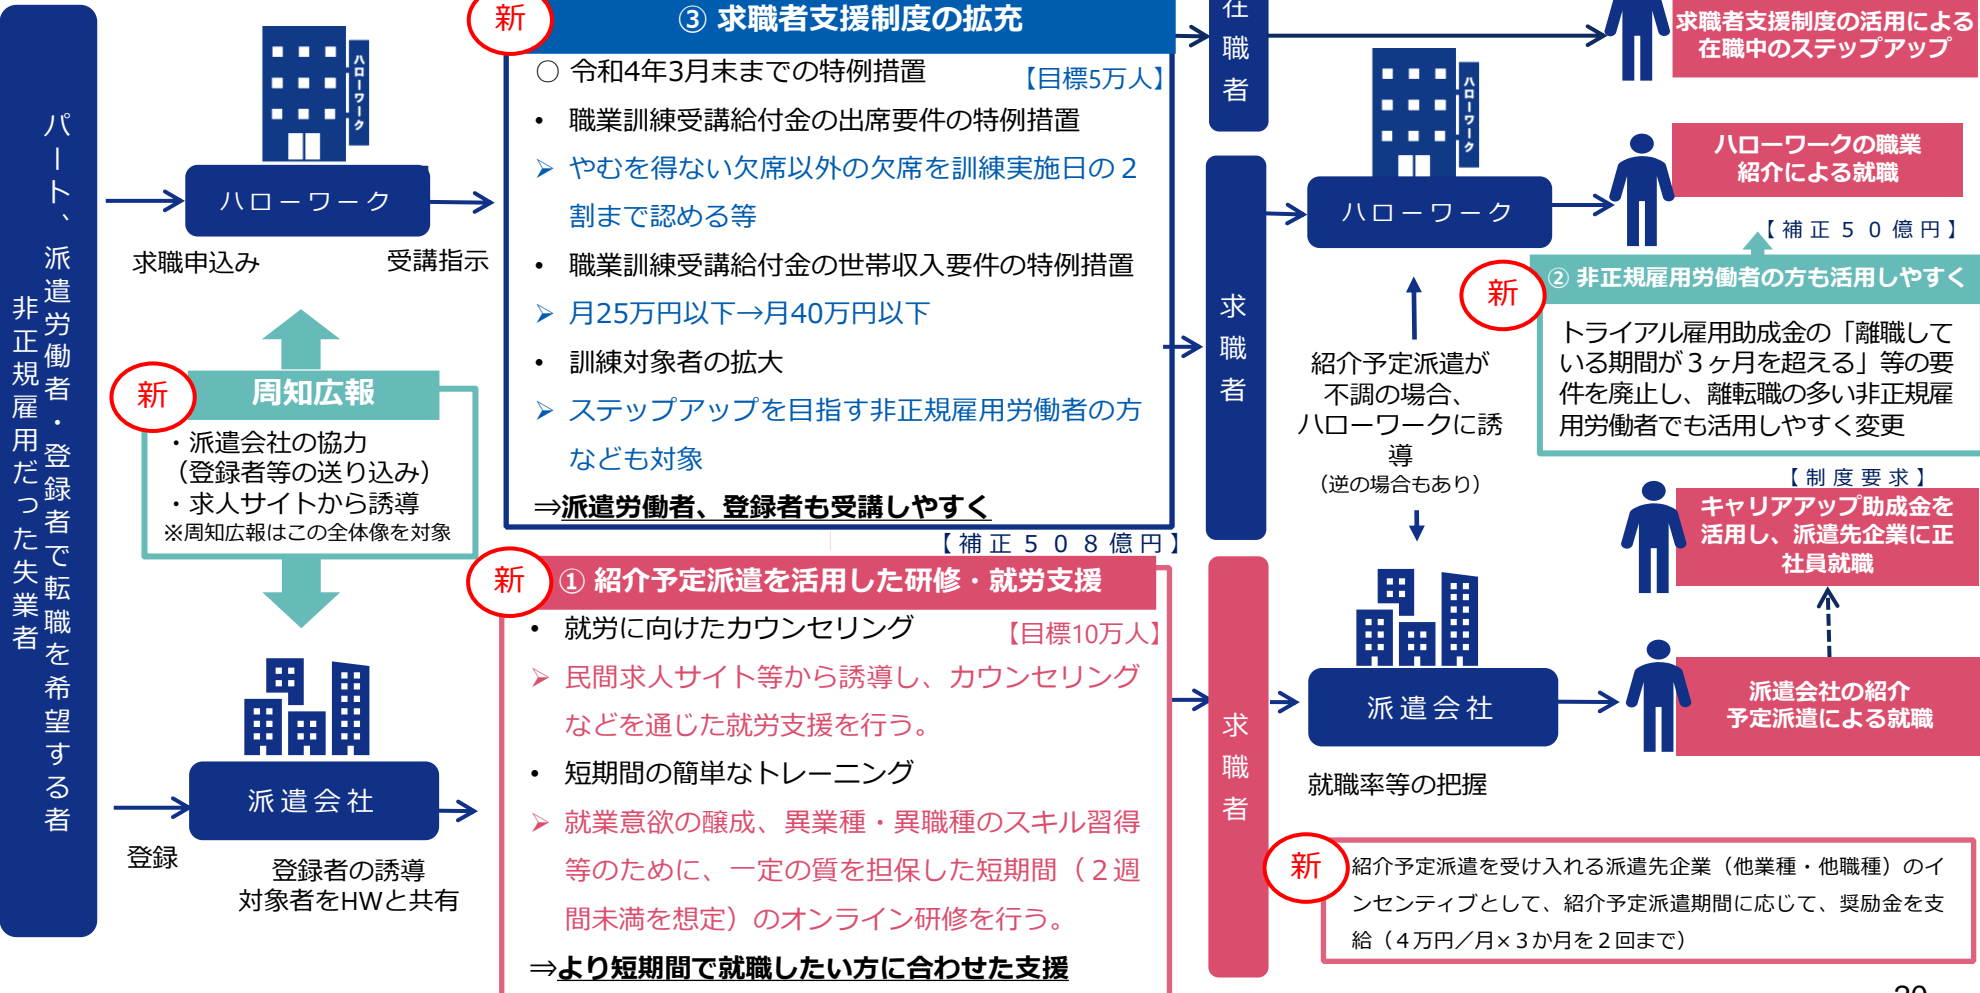 パート、派遣労働者・登録者で転職を希望する者
非正規雇用だった失業者
ハローワーク
ハローワーク
求職申込み
受講指示
新
周知広報
・派遣会社の協力
（登録者等の送り込み）
・求人サイトから誘導
※周知広報はこの全体像を対象
派遣会社
登録
登録者の誘導
対象者をHWと共有
新
③ 求職者支援制度の拡充
○ 令和4年3月末までの特例措置
【目標5万人】
• 職業訓練受講給付金の出席要件の特例措置
➢ やむを得ない欠席以外の欠席を訓練実施日の２
割まで認める等
• 職業訓練受講給付金の世帯収入要件の特例措置
➢ 月25万円以下→月40万円以下
• 訓練対象者の拡大
➢ ステップアップを目指す非正規雇用労働者の方
なども対象
⇒派遣労働者、登録者も受講しやすく
【補正５０８億円】
新
① 紹介予定派遣を活用した研修・就労支援
• 就労に向けたカウンセリング
【目標10万人】
➢ 民間求人サイト等から誘導し、カウンセリング
などを通じた就労支援を行う。
• 短期間の簡単なトレーニング
➢ 就業意欲の醸成、異業種・異職種のスキル習得
等のために、一定の質を担保した短期間（２週
間未満を想定）のオンライン研修を行う。
⇒より短期間で就職したい方に合わせた支援
在職者
求職者
求職者
求職者支援制度の活用による
在職中のステップアップ
ハローワーク
ハローワーク
ハローワークの職業
紹介による就職
【補正５０億円】
新
② 非正規雇用労働者の方も活用しやすく
トライアル雇用助成金の「離職して
いる期間が３ヶ月を超える」等の要
件を廃止し、離転職の多い非正規雇
用労働者でも活用しやすく変更
紹介予定派遣が
不調の場合、
ハローワークに誘
導
（逆の場合もあり）
【制度要求】
キャリアアップ助成金を
活用し、派遣先企業に正
社員就職
派遣会社
派遣会社の紹介
予定派遣による就職
就職率等の把握
新
紹介予定派遣を受け入れる派遣先企業（他業種・他職種）のイ
ンセンティブとして、紹介予定派遣期間に応じて、奨励金を支
給（４万円／月×３か月を２回まで）